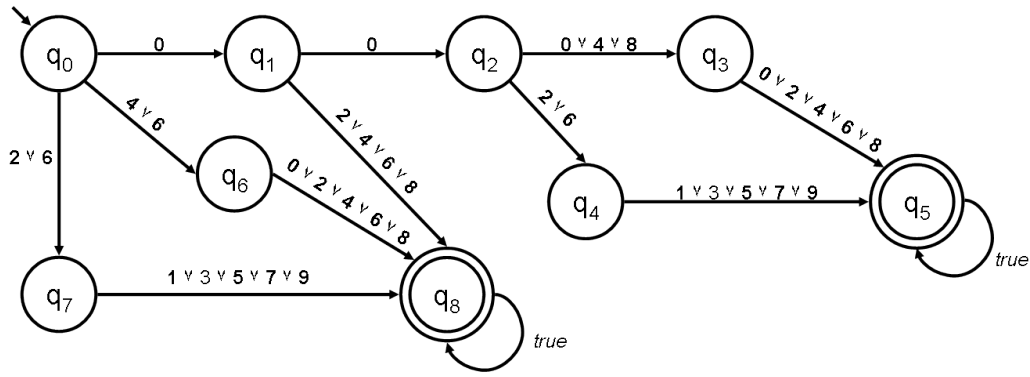 q0
0
q1
0
q2
0 ˅ 4 ˅ 8
q3
4 ˅ 6
2 ˅ 6
2 ˅ 4 ˅ 6 ˅ 8
2 ˅ 6
0 ˅ 2 ˅ 4 ˅ 6 ˅ 8
q6
0 ˅ 2 ˅ 4 ˅ 6 ˅ 8
q4
1 ˅ 3 ˅ 5 ˅ 7 ˅ 9
q5
true
q7
1 ˅ 3 ˅ 5 ˅ 7 ˅ 9
q8
true